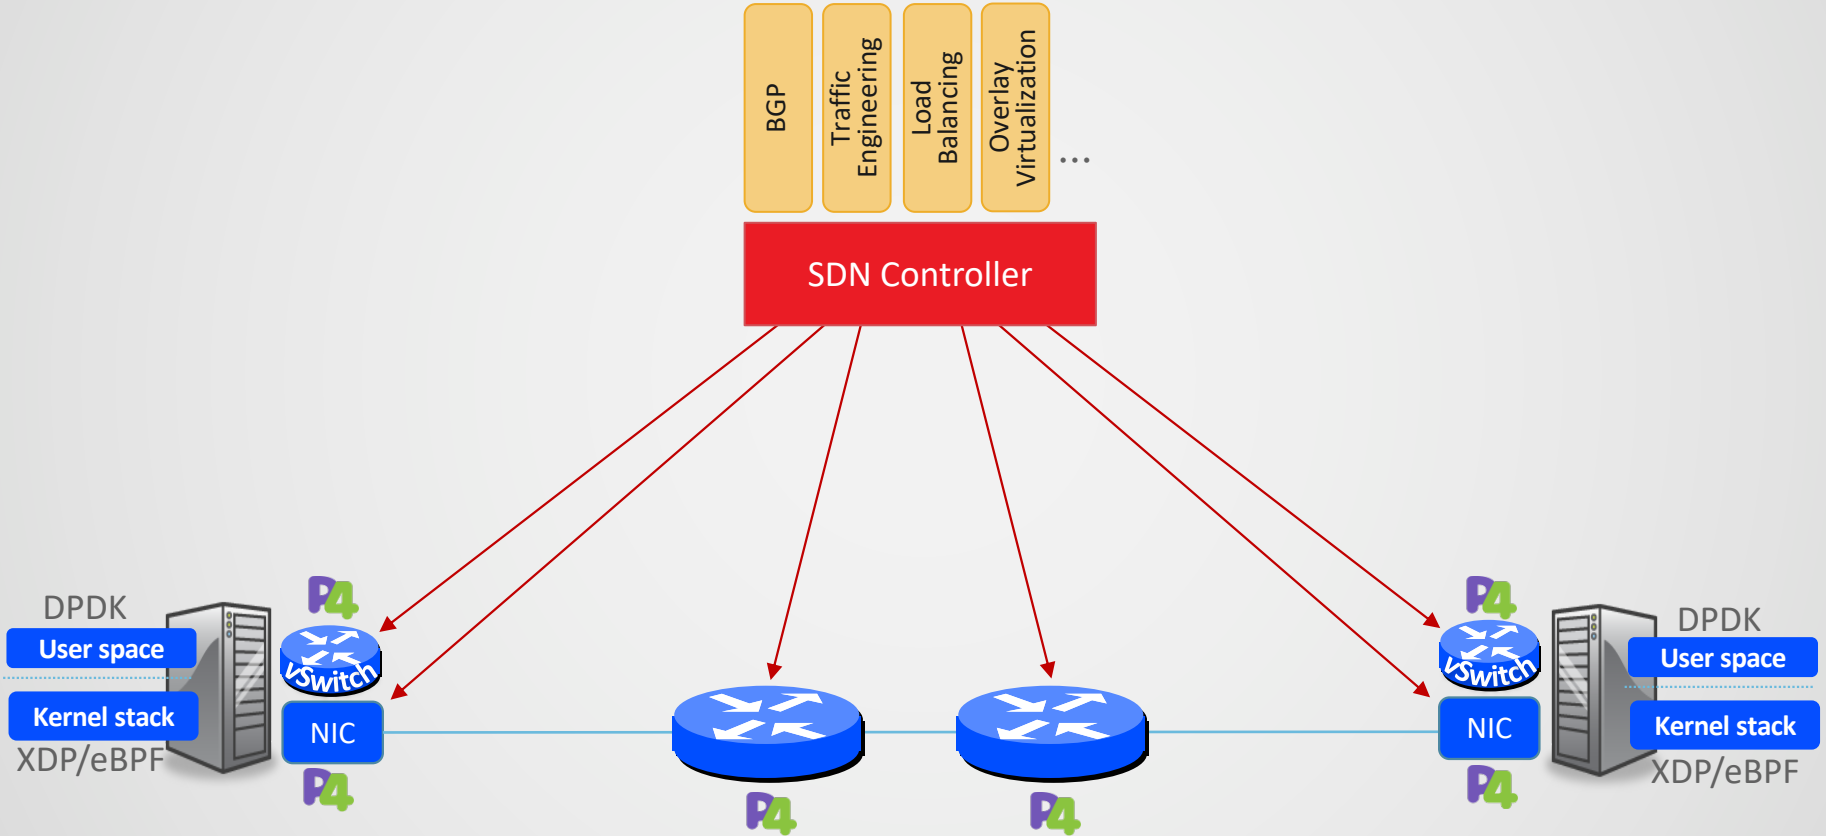 BGP
Traffic
Engineering
Load
Balancing
Overlay
Virtualization
...
SDN Controller
P4
DPDK
User space
Kernel stack
XDP/eBPF
vSwitch
NIC
P4
P4
P4
P4
vSwitch
NIC
P4
DPDK
User space
Kernel stack
XDP/eBPF